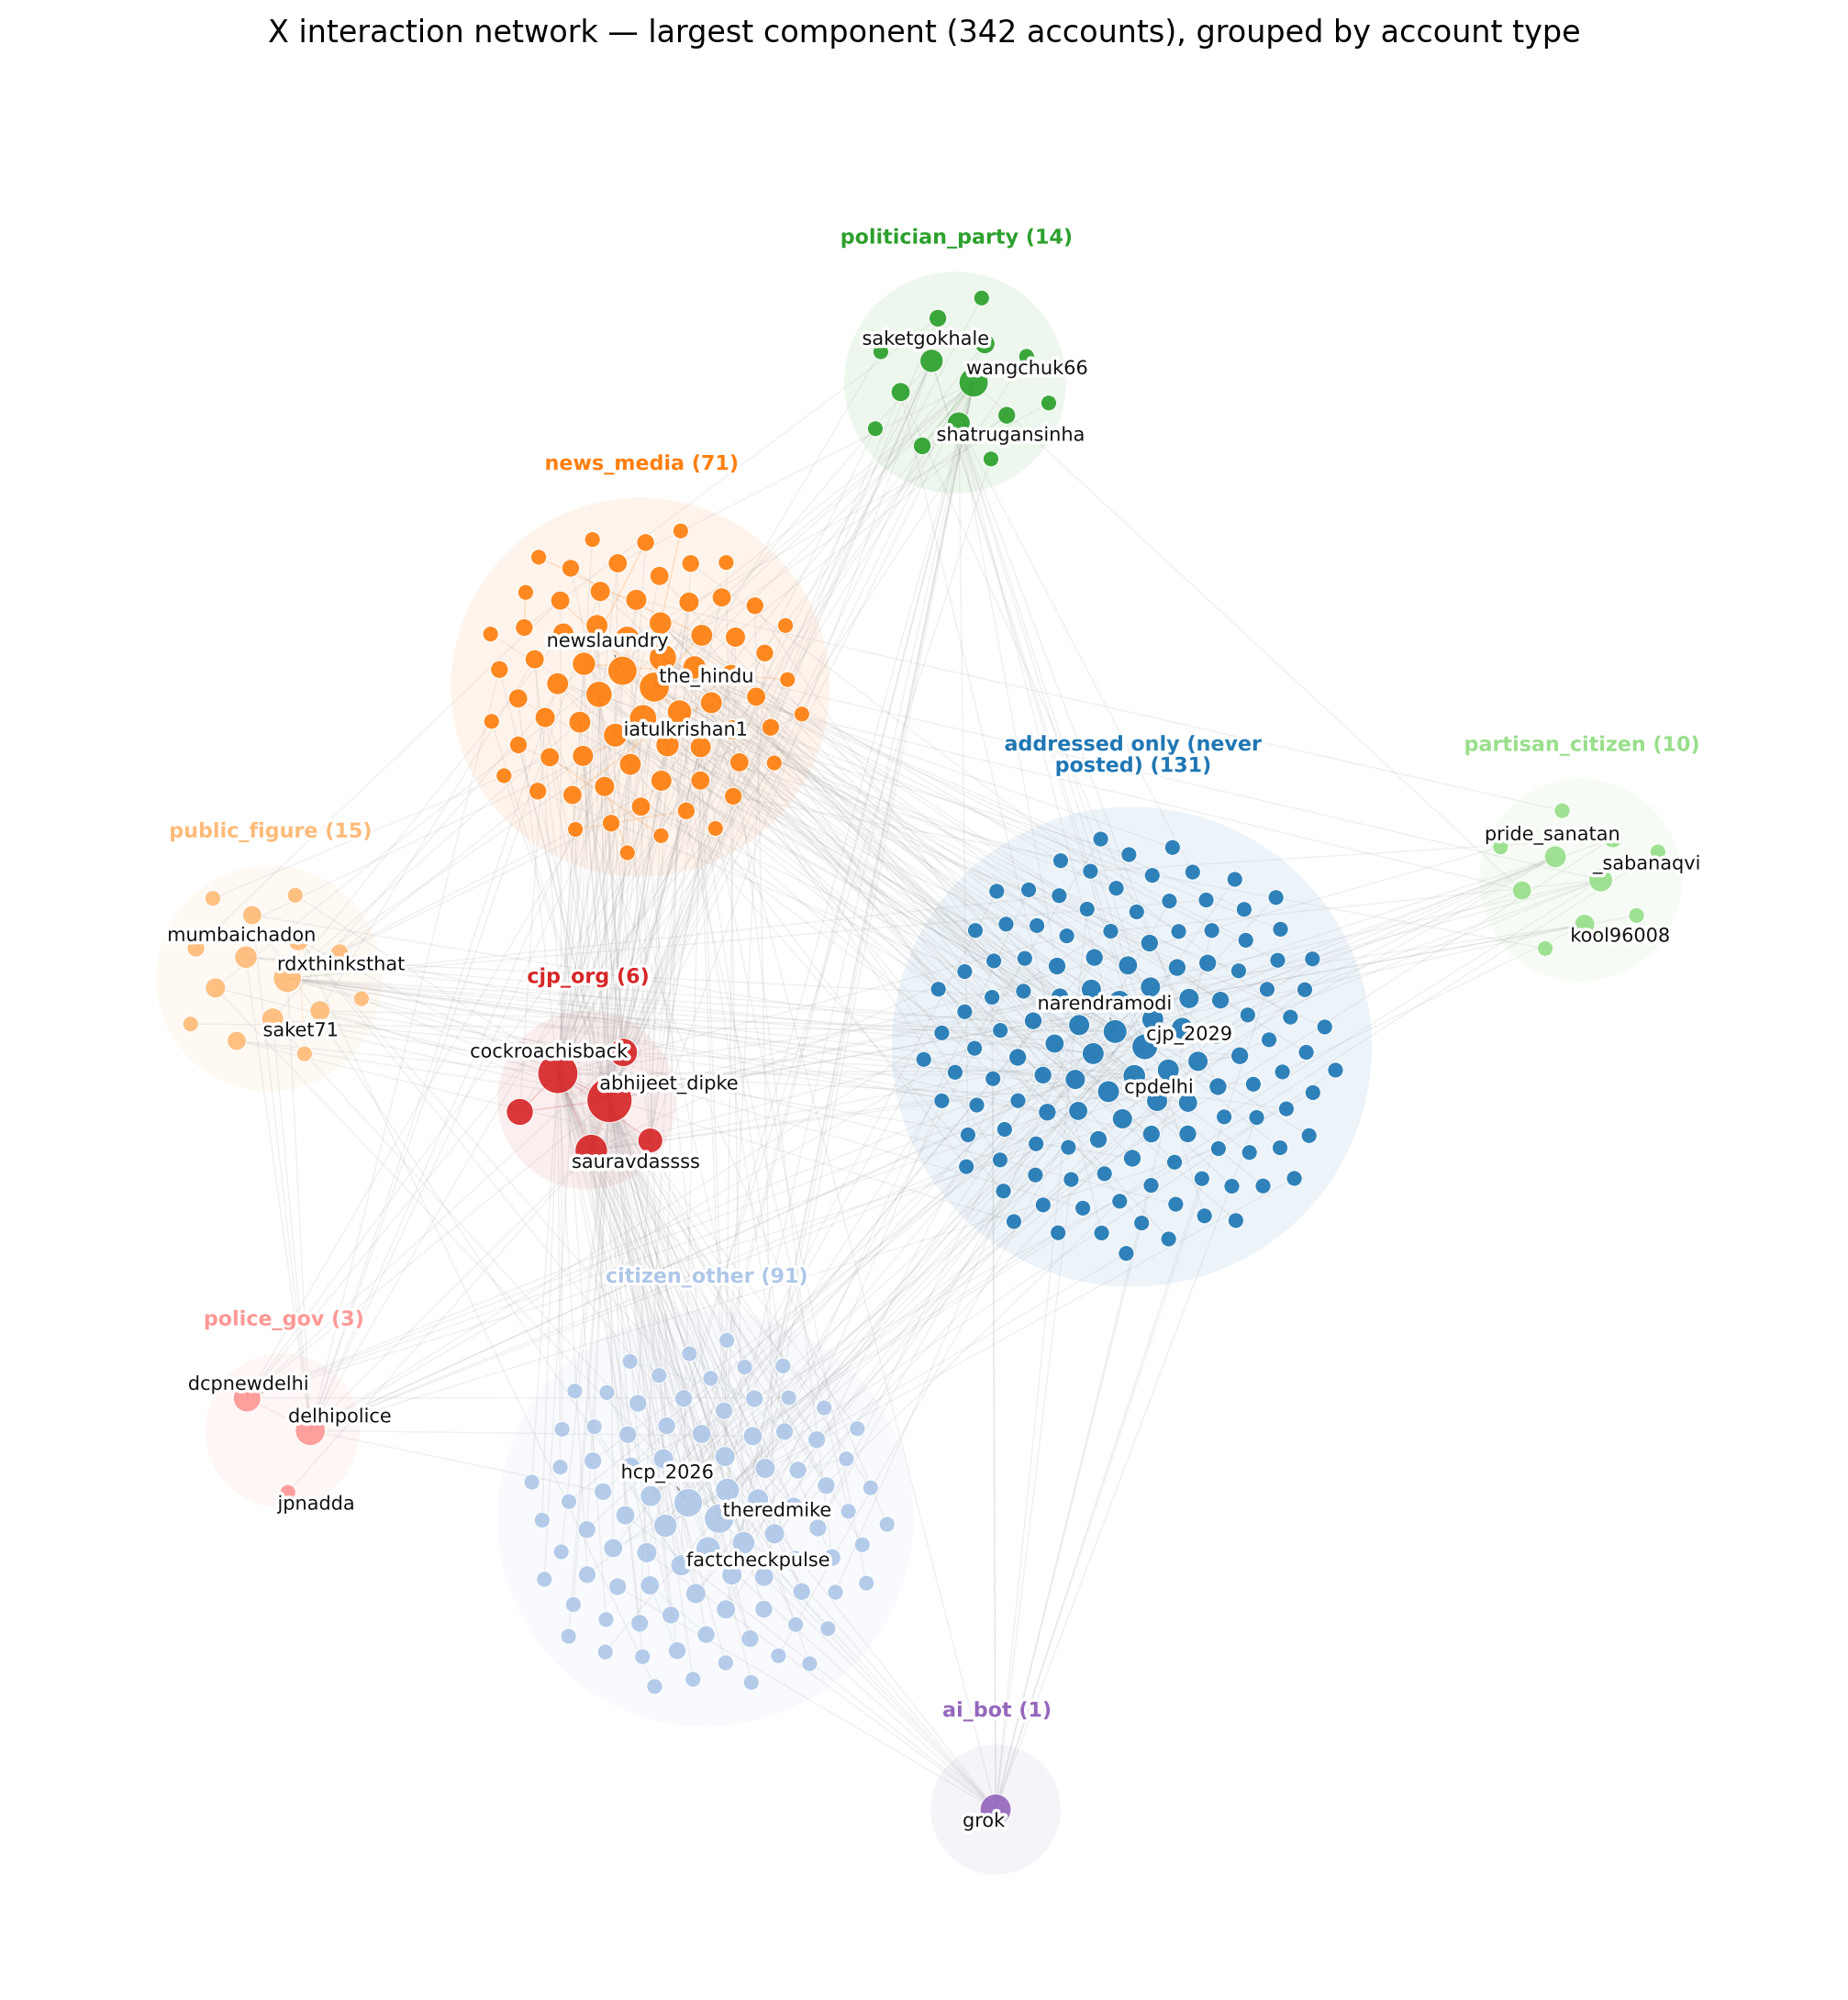 X interaction network — largest component (342 accounts), grouped by account type
politician_party (14)
saketgokhale
wangchuk66
shatrugansinha
news_media (71)
newslaundry
the_hindu
iatulkrishan1
addressed only (never
posted) (131)
narendramodi
cjp_2029
cpdelhi
partisan_citizen (10)
pride_sanatan
_sabanaqvi
kool96008
public_figure (15)
mumbaichadon
rdxthinksthat
saket71
cjp_org (6)
cockroachisback
abhijeet_dipke
sauravdassss
citizen_other (91)
hcp_2026
theredmike
factcheckpulse
police_gov (3)
dcpnewdelhi
delhipolice
jpnadda
ai_bot (1)
grok